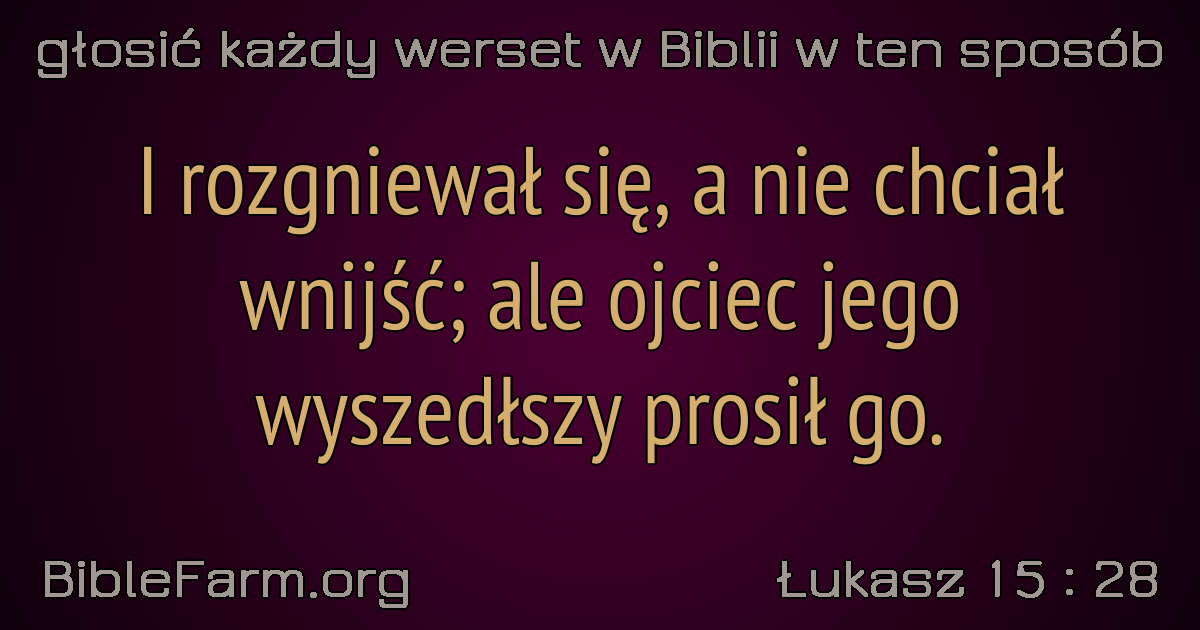 głosić każdy werset w Biblii w ten sposób
I rozgniewał się, a nie chciał
wnijść; ale ojciec jego
wyszedłszy prosił go.
BibleFarm.org
Łukasz 15 : 28